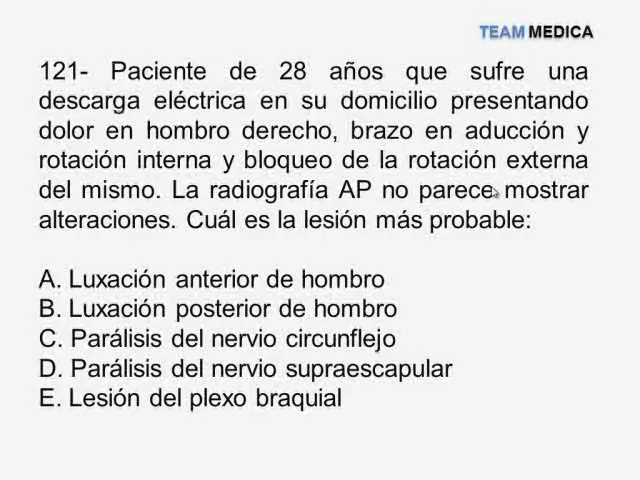 TEAM MEDICA
121- Paciente de 28 años que sufre una
descarga eléctrica en su domicilio presentando
dolor en hombro derecho, brazo en aducción y
rotación interna y bloqueo de la rotación externa
del mismo. La radiografía AP no parece mostrar
alteraciones. Cuál es la lesión más probable:
A. Luxación anterior de hombro
B. Luxación posterior de hombro
C. Parálisis del nervio circunflejo
D. Parálisis del nervio supraescapular
E. Lesión del plexo braquial